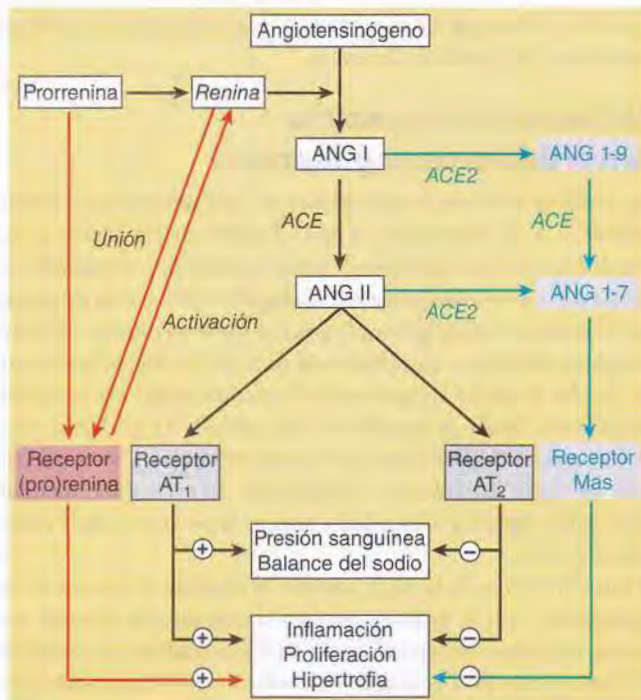 Angiotensinógeno
Prorrenina
Renina
ANG I
ACE2
ANG 1-9
Unión
ACE
ACE
Activación
ANG II
ACE2
ANG 1-7
Receptor
(pro)renina
Receptor
AT1
Receptor
AT2
Receptor
Mas
+
Presión sanguínea
Balance del sodio
−
+
Inflamación
Proliferación
Hipertrofia
−
+
−